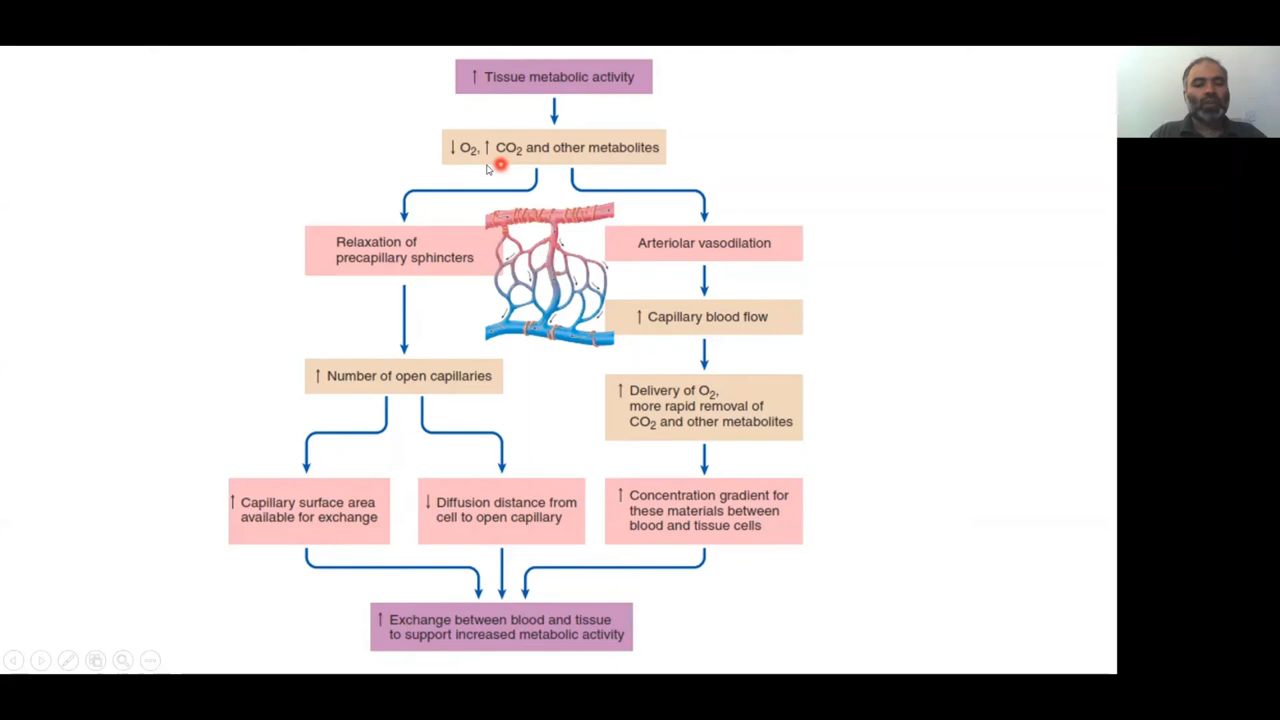 ↑ Tissue metabolic activity
↓ O₂, ↑ CO₂ and other metabolites
Relaxation of
precapillary sphincters
Arteriolar vasodilation
↑ Capillary blood flow
↑ Number of open capillaries
↑ Delivery of O₂,
more rapid removal of
CO₂ and other metabolites
↑ Capillary surface area
available for exchange
↓ Diffusion distance from
cell to open capillary
↑ Concentration gradient for
these materials between
blood and tissue cells
↑ Exchange between blood and tissue
to support increased metabolic activity